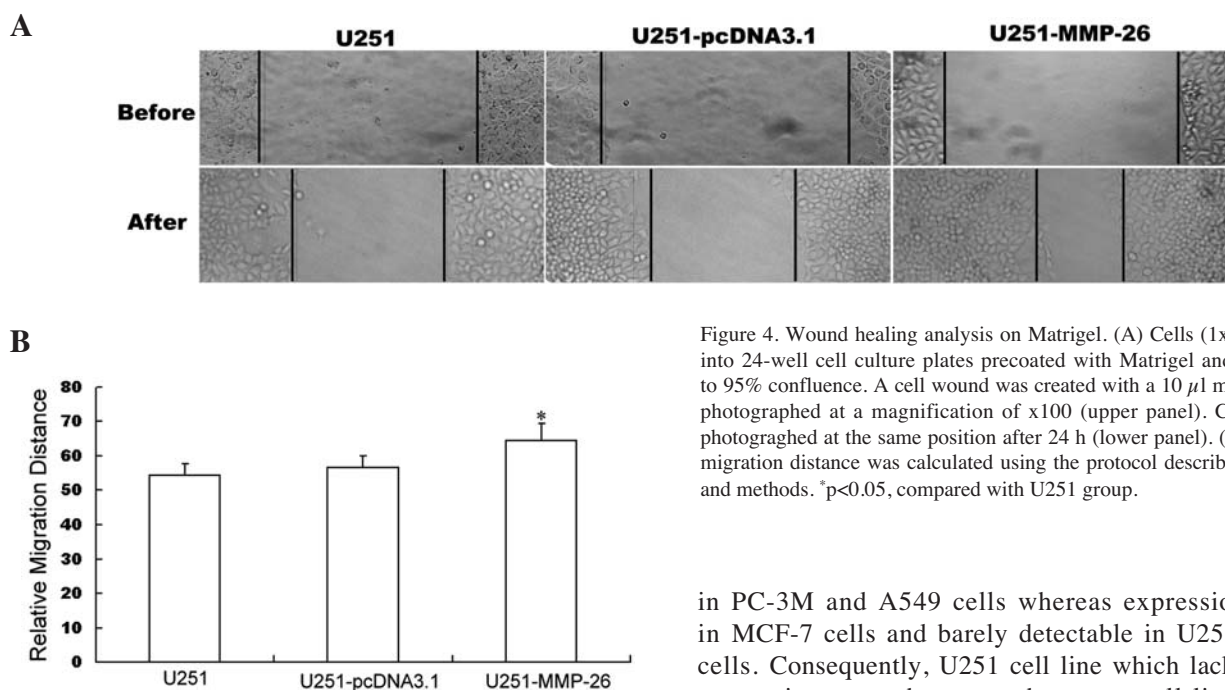 A
U251 U251-pcDNA3.1 U251-MMP-26
Before
After
B
80
70
60
50
40
30
20
10
0
Relative Migration Distance
*
U251 U251-pcDNA3.1 U251-MMP-26
Figure 4. Wound healing analysis on Matrigel. (A) Cells (1x
into 24-well cell culture plates precoated with Matrigel and
to 95% confluence. A cell wound was created with a 10 µl m
photographed at a magnification of x100 (upper panel). C
photograghed at the same position after 24 h (lower panel). (
migration distance was calculated using the protocol describ
and methods. *p<0.05, compared with U251 group.
in PC-3M and A549 cells whereas expressio
in MCF-7 cells and barely detectable in U25
cells. Consequently, U251 cell line which lack